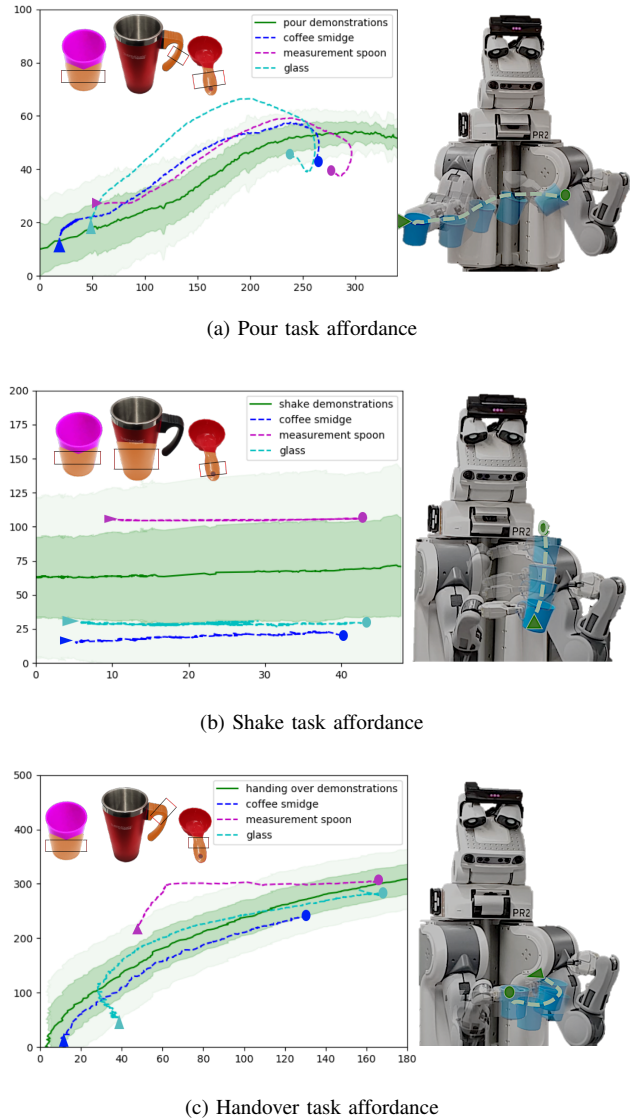 100
80
60
40
20
0
pour demonstrations
coffee smidge
measurement spoon
glass
0 50 100 150 200 250 300
PR2
(a) Pour task affordance
200
175
150
125
100
75
50
25
0
shake demonstrations
coffee smidge
measurement spoon
glass
0 10 20 30 40
PR2
(b) Shake task affordance
500
400
300
200
100
0
handing over demonstrations
coffee smidge
measurement spoon
glass
0 20 40 60 80 100 120 140 160 180
PR2
(c) Handover task affordance